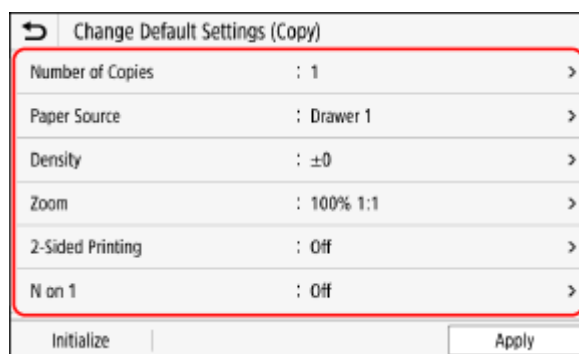 Change Default Settings (Copy)
Number of Copies : 1
Paper Source : Drawer 1
Density : ±0
Zoom : 100% 1:1
2-Sided Printing : Off
N on 1 : Off
Initialize Apply